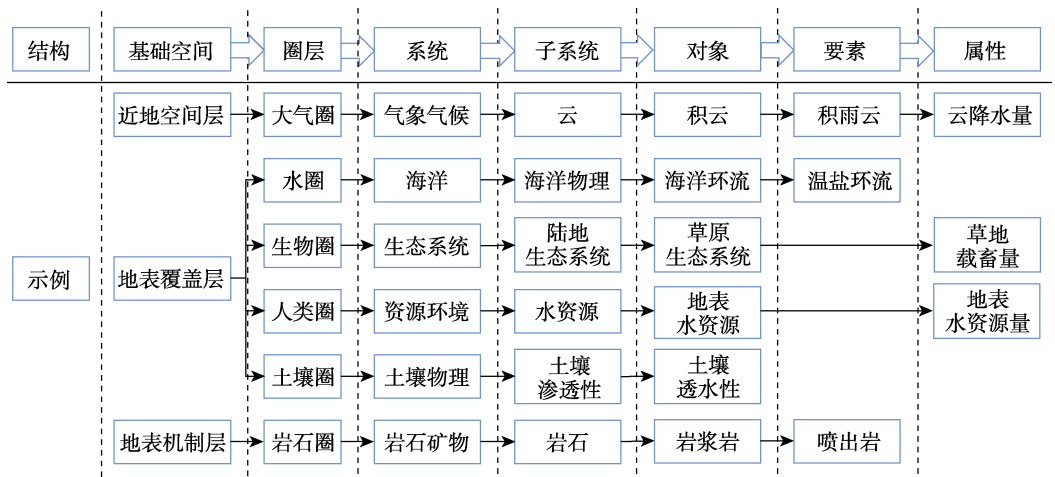 结构
基础空间
圈层
系统
子系统
对象
要素
属性
近地空间层
大气圈
气象气候
云
积云
积雨云
云降水量
水圈
海洋
海洋物理
海洋环流
温盐环流
生物圈
生态系统
陆地
生态系统
草原
生态系统
草地
载畜量
示例
地表覆盖层
人类圈
资源环境
水资源
地表
水资源
地表
水资源量
土壤圈
土壤物理
土壤
渗透性
土壤
透水性
地表机制层
岩石圈
岩石矿物
岩石
岩浆岩
喷出岩